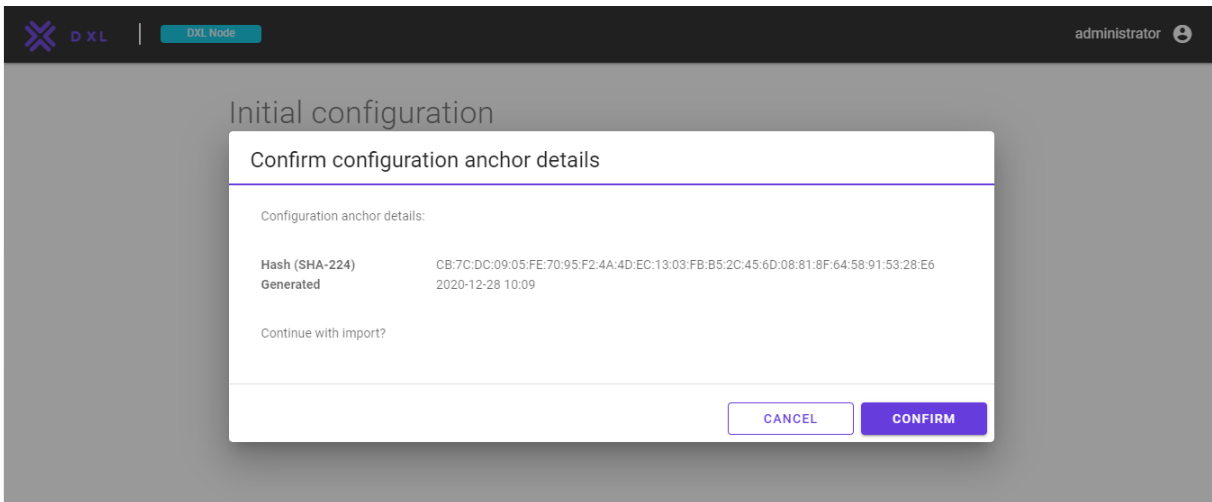 DXL
DXL Node
administrator
Initial configuration
Confirm configuration anchor details
Configuration anchor details:
Hash (SHA-224) CB:7C:DC:09:05:FE:70:95:F2:4A:4D:EC:13:03:FB:B5:2C:45:6D:08:81:8F:64:58:91:53:28:E6
Generated 2020-12-28 10:09
Continue with import?
CANCEL
CONFIRM